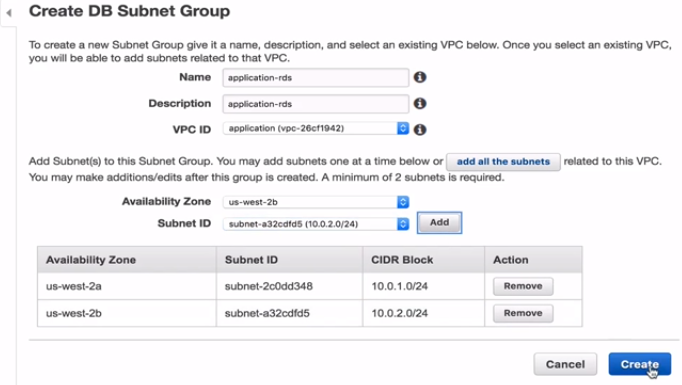 Create DB Subnet Group
To create a new Subnet Group give it a name, description, and select an existing VPC below. Once you select an existing VPC,
you will be able to add subnets related to that VPC.
Name application-rds
Description application-rds
VPC ID application (vpc-26cf1942)
Add Subnet(s) to this Subnet Group. You may add subnets one at a time below or add all the subnets related to this VPC.
You may make additions/edits after this group is created. A minimum of 2 subnets is required.
Availability Zone us-west-2b
Subnet ID subnet-a32cdfd5 (10.0.2.0/24) Add
Availability Zone Subnet ID CIDR Block Action
us-west-2a subnet-2c0dd348 10.0.1.0/24 Remove
us-west-2b subnet-a32cdfd5 10.0.2.0/24 Remove
Cancel Create